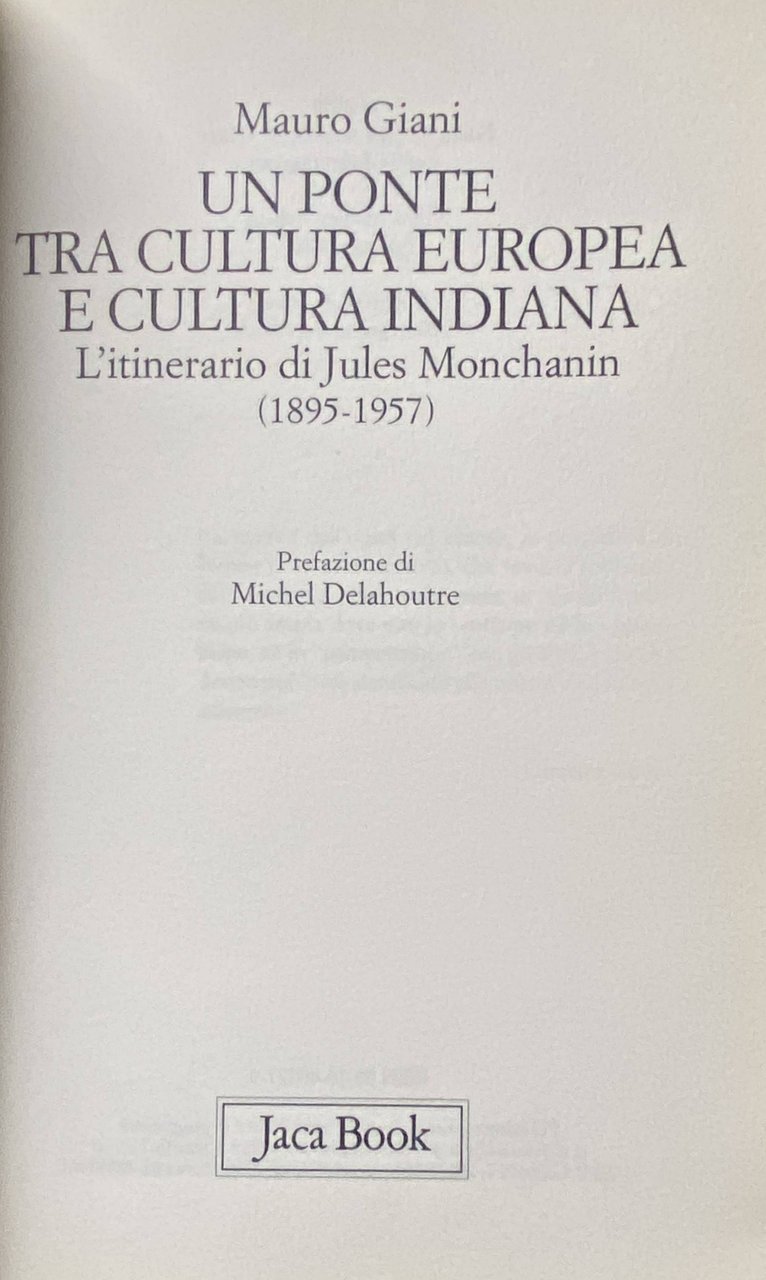 Mauro Giani
UN PONTE
TRA CULTURA EUROPEA
E CULTURA INDIANA
L'itinerario di Jules Monchanin
(1895-1957)
Prefazione di
Michel Delahoutre
Jaca Book